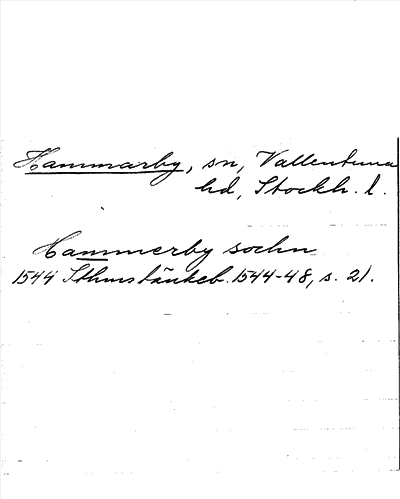 Hammarby, sn, Vallentuna
hd, Stockh. l.
Hammerby sochn
1544 Sthms tänkeb. 1544-48, s. 21.